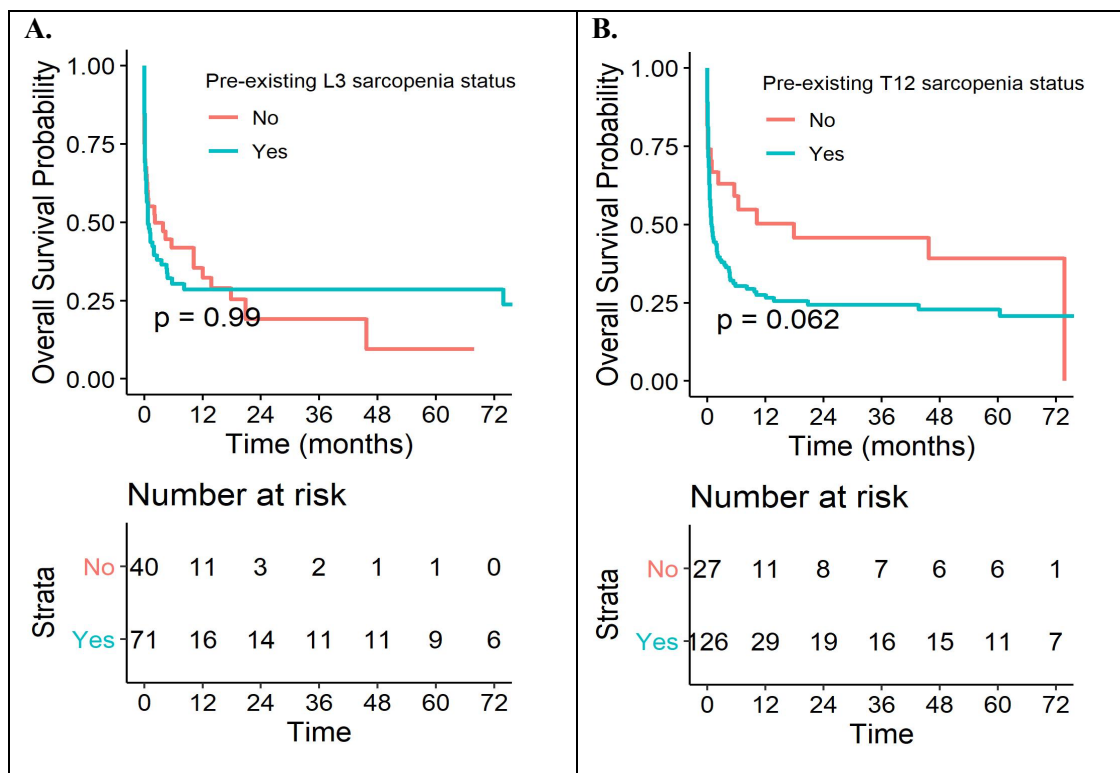 A.
Overall Survival Probability
1.00
0.75
0.50
0.25
0.00
Pre-existing L3 sarcopenia status
No
Yes
p = 0.99
0 12 24 36 48 60 72
Time (months)
Number at risk
Strata
No 40 11 3 2 1 1 0
Yes 71 16 14 11 11 9 6
0 12 24 36 48 60 72
Time
B.
Overall Survival Probability
1.00
0.75
0.50
0.25
0.00
Pre-existing T12 sarcopenia status
No
Yes
p = 0.062
0 12 24 36 48 60 72
Time (months)
Number at risk
Strata
No 27 11 8 7 6 6 1
Yes 126 29 19 16 15 11 7
0 12 24 36 48 60 72
Time